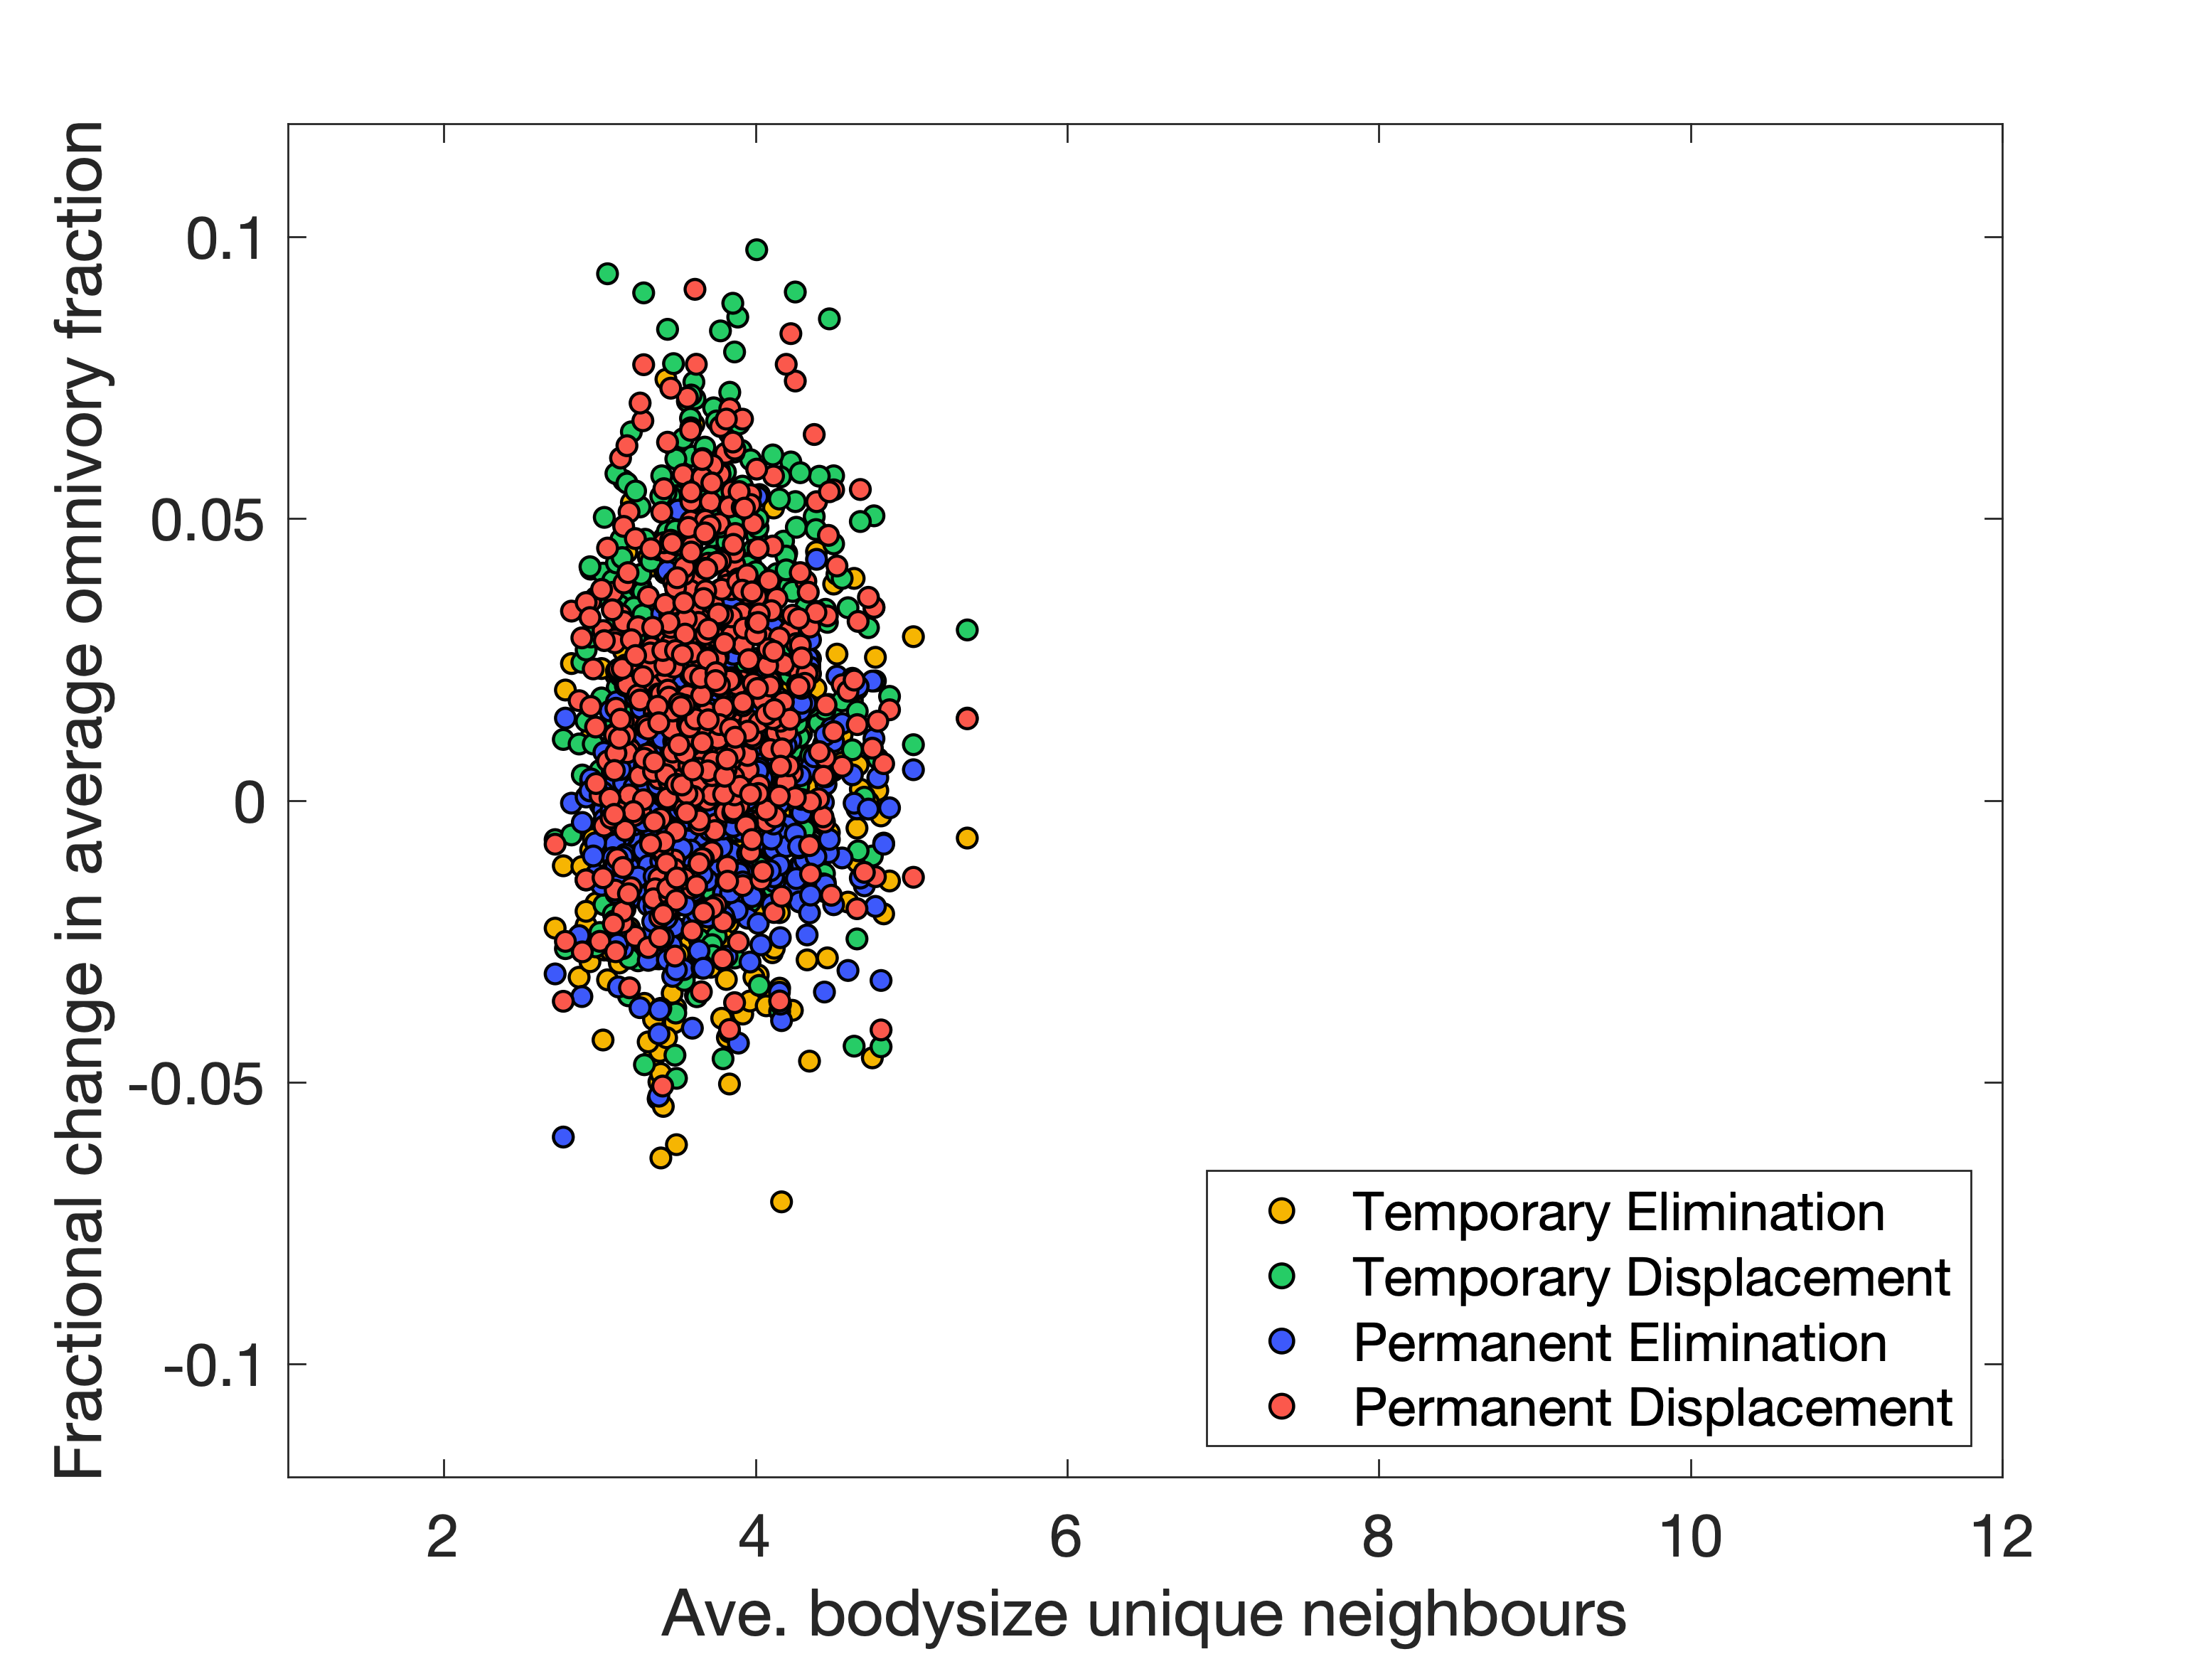 Fractional change in average omnivory fraction
0.1
0.05
0
-0.05
-0.1
Temporary Elimination
Temporary Displacement
Permanent Elimination
Permanent Displacement
2 4 6 8 10 12
Ave. bodysize unique neighbours